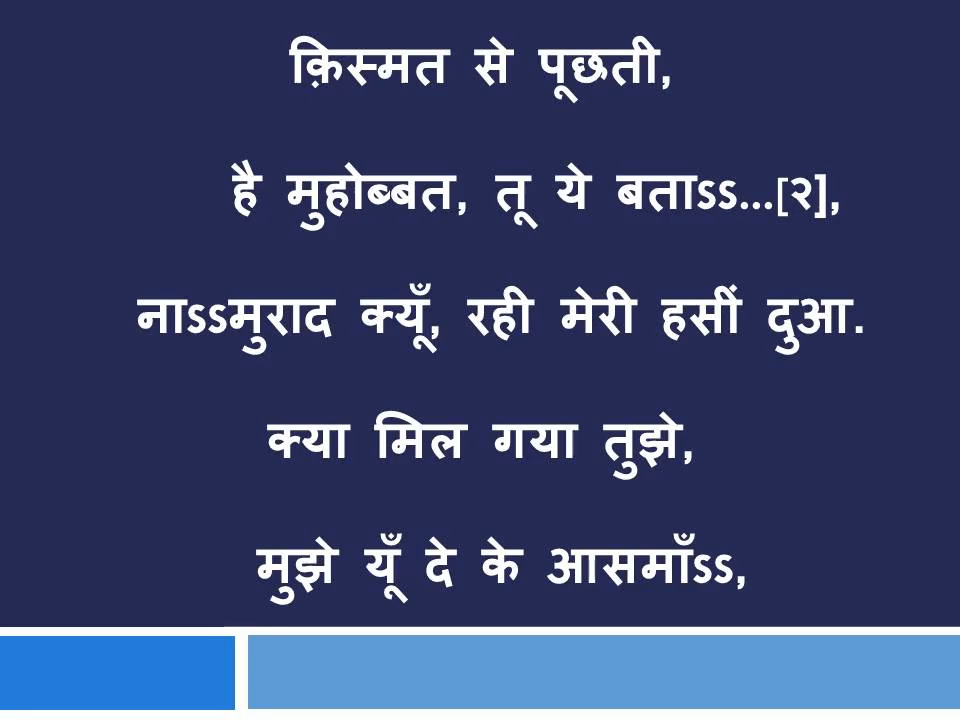 क़िस्मत से पूछती,
है मुहोब्बत, तू ये बताऽऽ...[२],
नाऽऽमुराद क्यूँ, रही मेरी हसीं दुआ.
क्या मिल गया तुझे,
मुझे यूँ दे के आसमाँऽऽ,